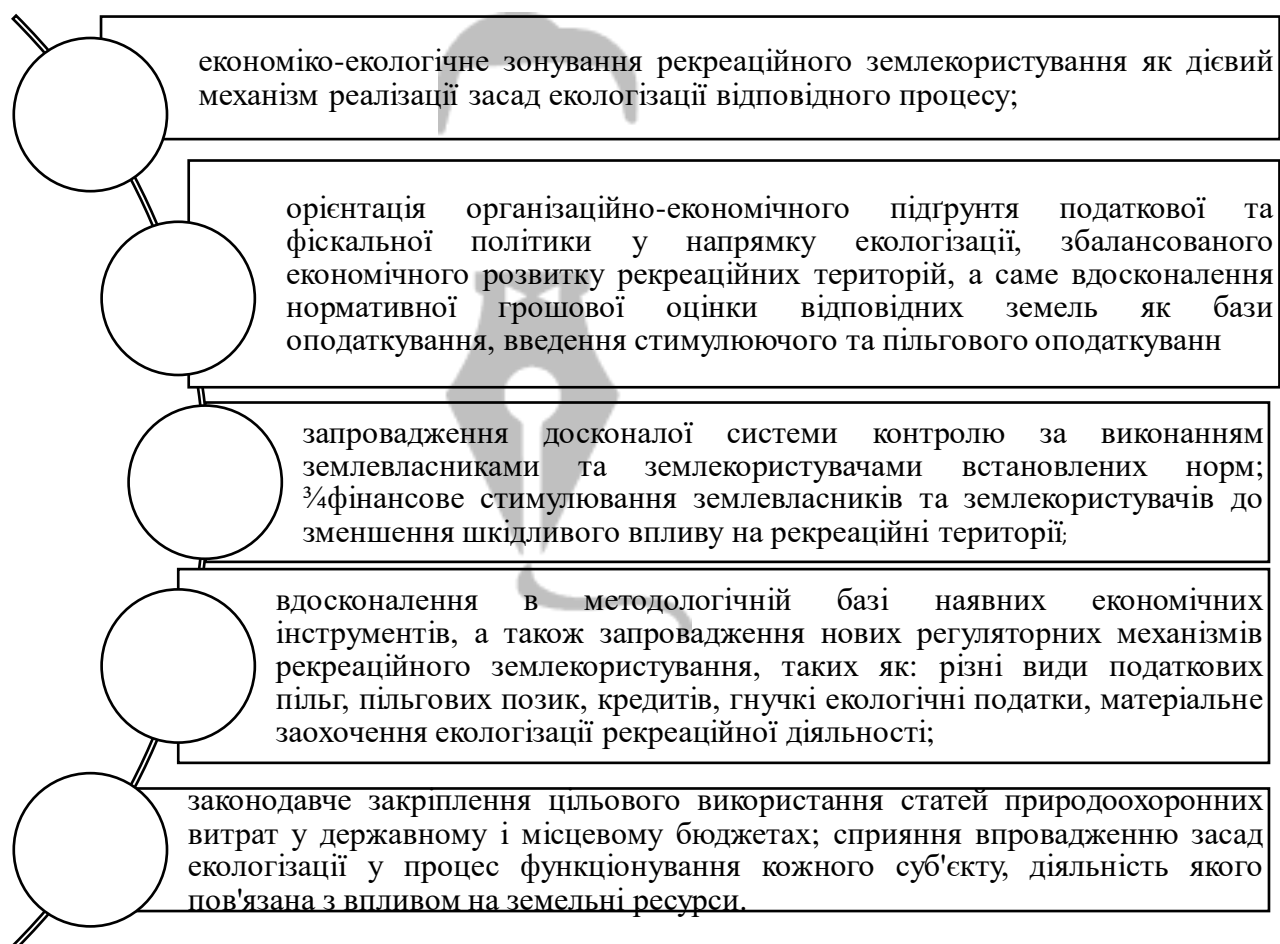 економіко-екологічне зонування рекреаційного землекористування як дієвий
механізм реалізації засад екологізації відповідного процесу;
орієнтація організаційно-економічного підґрунтя податкової та
фіскальної політики у напрямку екологізації, збалансованого
економічного розвитку рекреаційних територій, а саме вдосконалення
нормативної грошової оцінки відповідних земель як бази
оподаткування, введення стимулюючого та пільгового оподаткуванн
запровадження досконалої системи контролю за виконанням
землевласниками та землекористувачами встановлених норм;
¾фінансове стимулювання землевласників та землекористувачів до
зменшення шкідливого впливу на рекреаційні території;
вдосконалення в методологічній базі наявних економічних
інструментів, а також запровадження нових регуляторних механізмів
рекреаційного землекористування, таких як: різні види податкових
пільг, пільгових позик, кредитів, гнучкі екологічні податки, матеріальне
заохочення екологізації рекреаційної діяльності;
законодавче закріплення цільового використання статей природоохоронних
витрат у державному і місцевому бюджетах; сприяння впровадженню засад
екологізації у процес функціонування кожного суб'єкту, діяльність якого
пов'язана з впливом на земельні ресурси.